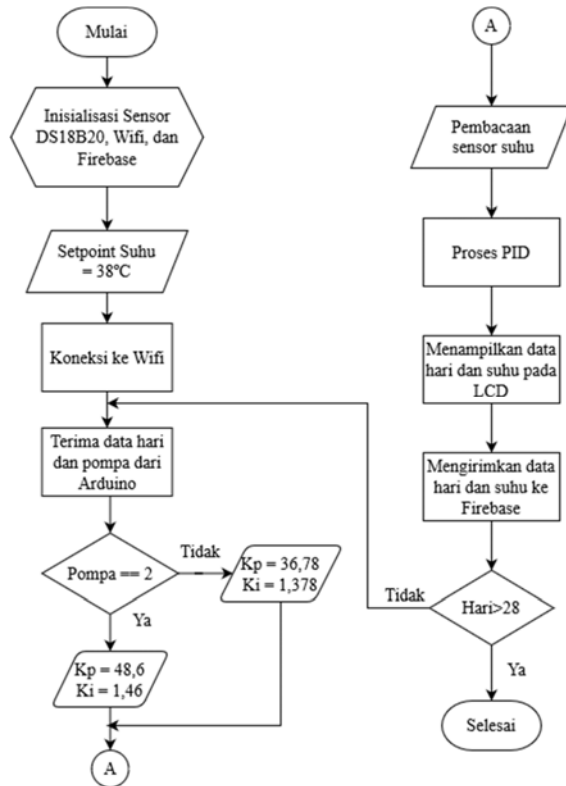 Mulai
Inisialisasi Sensor
DS18B20, Wifi, dan
Firebase
Setpoint Suhu
= 38°C
Koneksi ke Wifi
Terima data hari
dan pompa dari
Arduino
Pompa == 2
Tidak
Kp = 36,78
Ki = 1,378
Ya
Kp = 48,6
Ki = 1,46
A
A
Pembacaan
sensor suhu
Proses PID
Menampilkan data
hari dan suhu pada
LCD
Mengirimkan data
hari dan suhu ke
Firebase
Tidak
Hari>28
Ya
Selesai